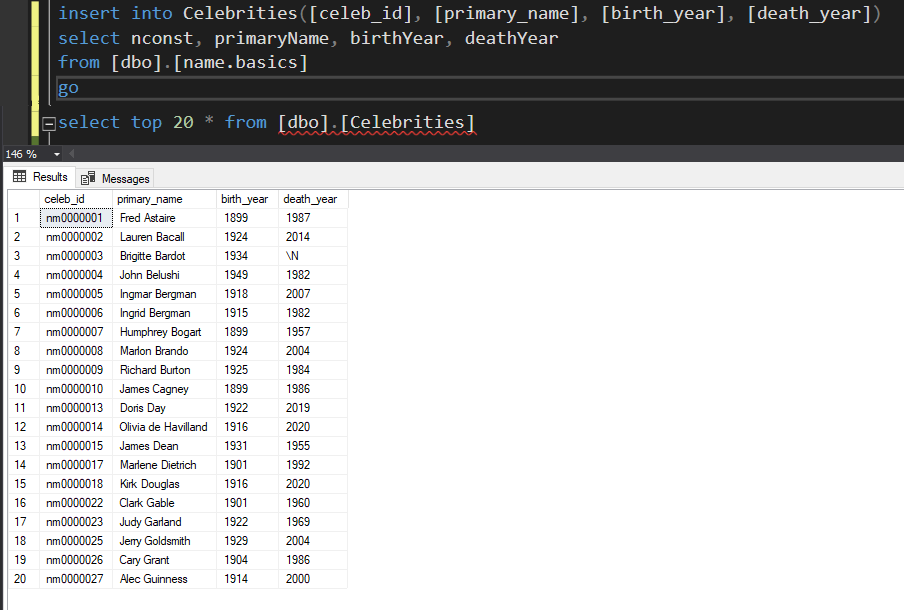 insert into Celebrities([celeb_id], [primary_name], [birth_year], [death_year])
select nconst, primaryName, birthYear, deathYear
from [dbo].[name.basics]
go
select top 20 * from [dbo].[Celebrities]
146 %
Results Messages
celeb_id primary_name birth_year death_year
1 nm0000001 Fred Astaire 1899 1987
2 nm0000002 Lauren Bacall 1924 2014
3 nm0000003 Brigitte Bardot 1934 \N
4 nm0000004 John Belushi 1949 1982
5 nm0000005 Ingmar Bergman 1918 2007
6 nm0000006 Ingrid Bergman 1915 1982
7 nm0000007 Humphrey Bogart 1899 1957
8 nm0000008 Marlon Brando 1924 2004
9 nm0000009 Richard Burton 1925 1984
10 nm0000010 James Cagney 1899 1986
11 nm0000013 Doris Day 1922 2019
12 nm0000014 Olivia de Havilland 1916 2020
13 nm0000015 James Dean 1931 1955
14 nm0000017 Marlene Dietrich 1901 1992
15 nm0000018 Kirk Douglas 1916 2020
16 nm0000022 Clark Gable 1901 1960
17 nm0000023 Judy Garland 1922 1969
18 nm0000025 Jerry Goldsmith 1929 2004
19 nm0000026 Cary Grant 1904 1986
20 nm0000027 Alec Guinness 1914 2000